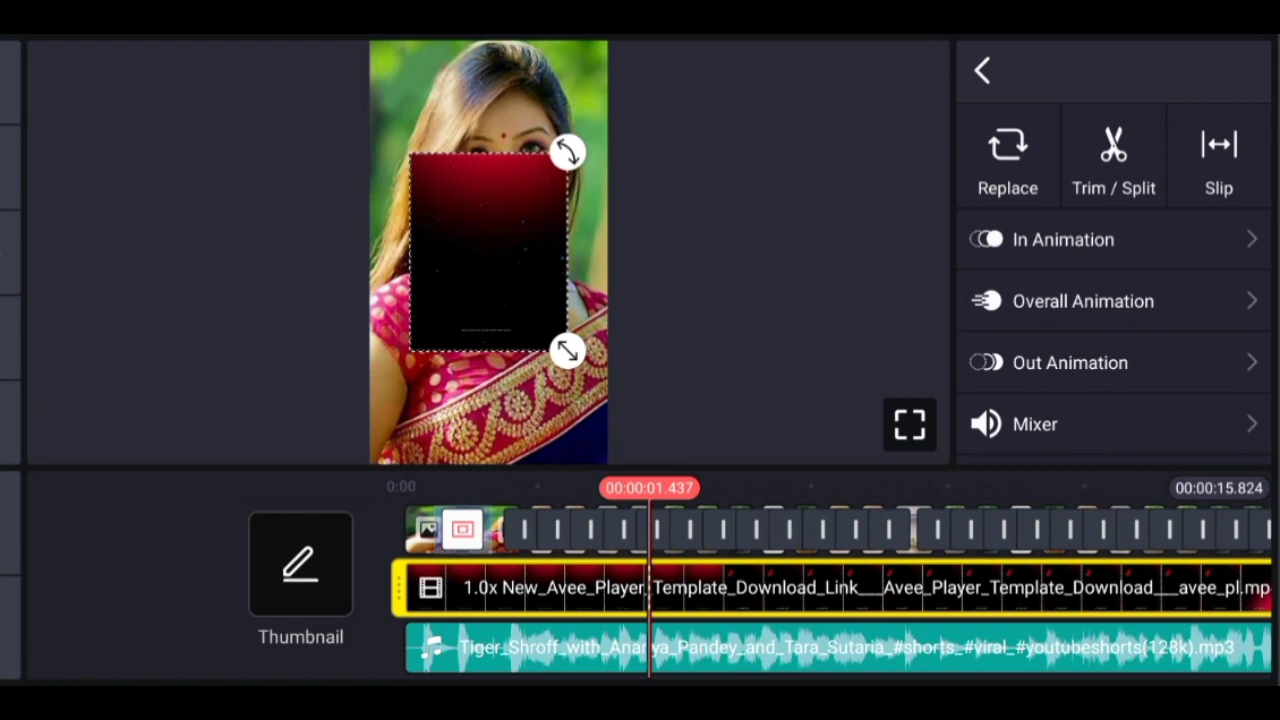 Replace
Trim / Split
Slip
In Animation
Overall Animation
Out Animation
Mixer
0:00
00:00:01.437
00:00:15.824
1.0x New_Avee_Player_Template_Download_Link___Avee_Player_Template_Download___avee_pl.mp
Tiger_Shroff_with_Ananya_Pandey_and_Tara_Sutaria_#shorts_#viral_#youtubeshorts(128k).mp3
Thumbnail